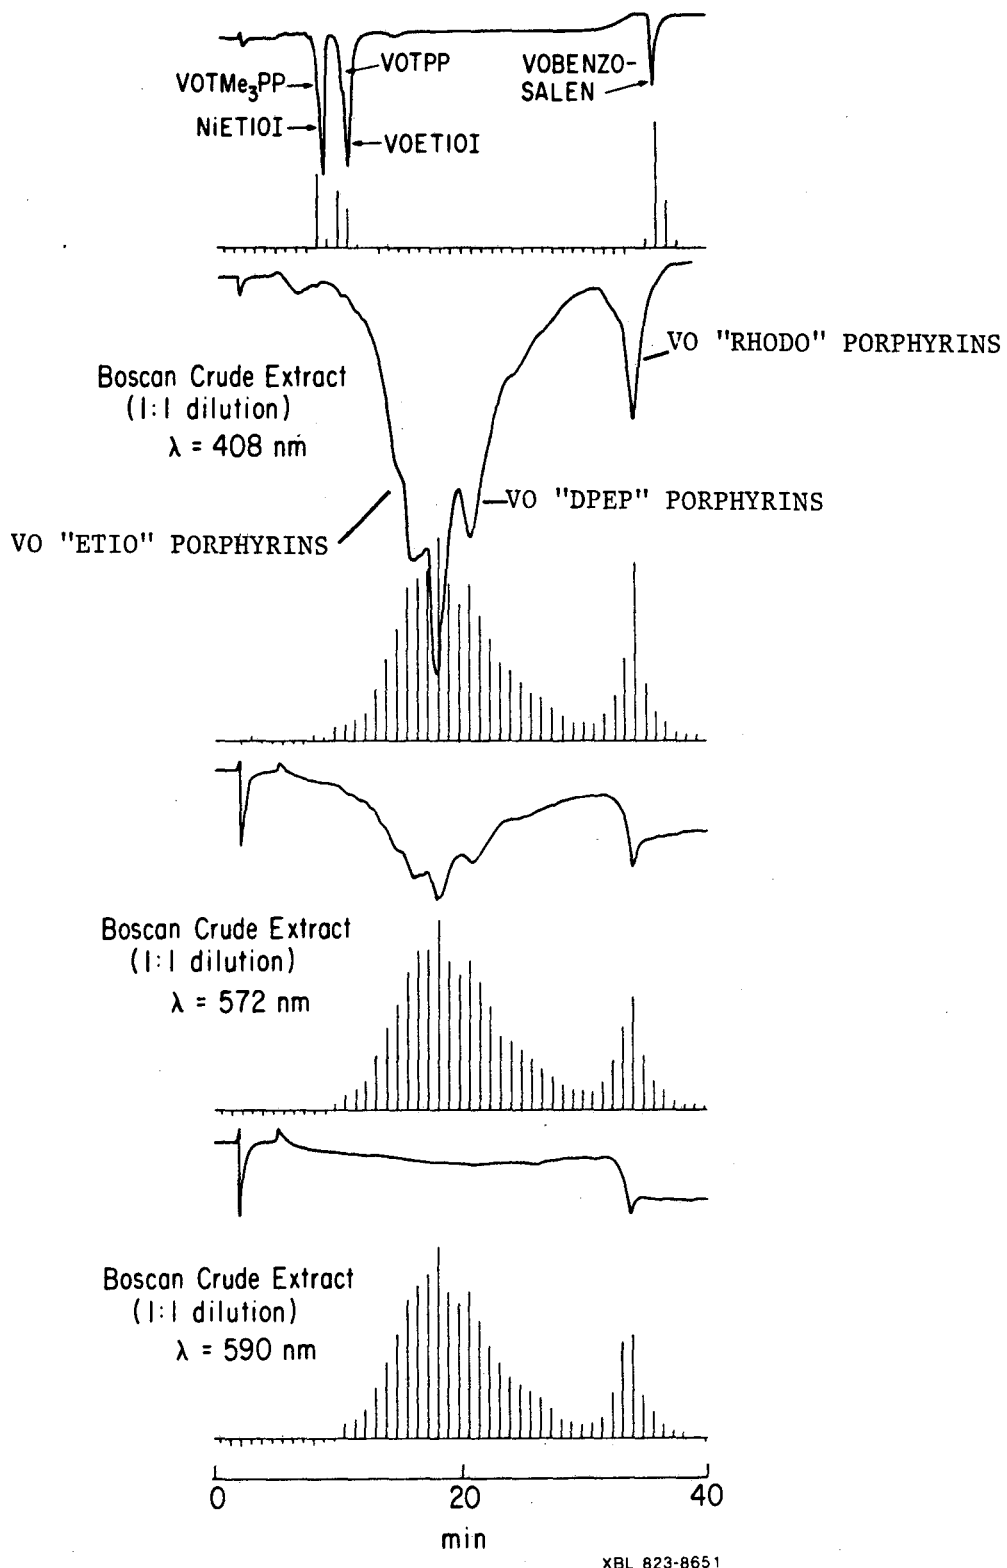 VOTMe3PP
NiETIOI
VOTPP
VOETIOI
VOBENZO-
SALEN
VO "RHODO" PORPHYRINS
Boscan Crude Extract
(1:1 dilution)
λ = 408 nm
VO "DPEP" PORPHYRINS
VO "ETIO" PORPHYRINS
Boscan Crude Extract
(1:1 dilution)
λ = 572 nm
Boscan Crude Extract
(1:1 dilution)
λ = 590 nm
0 20 40
min
XBL 823-8651